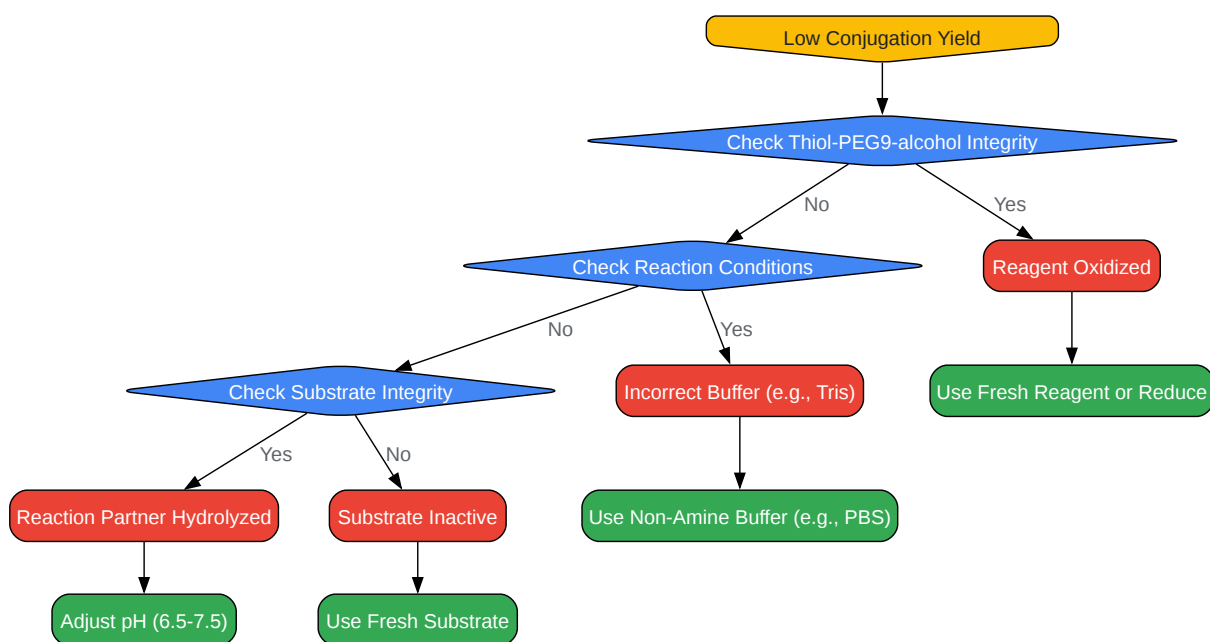 Low Conjugation Yield
Check Thiol-PEG9-alcohol Integrity
No
Yes
Check Reaction Conditions
Reagent Oxidized
No
Yes
Check Substrate Integrity
Incorrect Buffer (e.g., Tris)
Use Fresh Reagent or Reduce
Yes
No
Reaction Partner Hydrolyzed
Substrate Inactive
Use Non-Amine Buffer (e.g., PBS)
Adjust pH (6.5-7.5)
Use Fresh Substrate